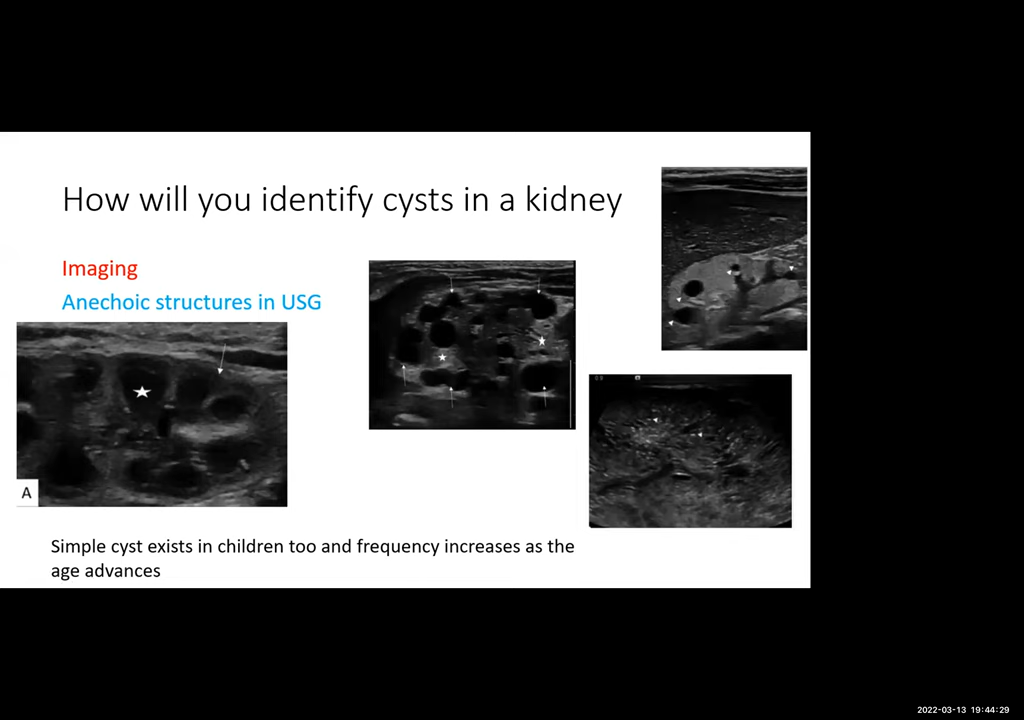 How will you identify cysts in a kidney
Imaging
Anechoic structures in USG
A
Simple cyst exists in children too and frequency increases as the
age advances
2022-03-13 19:44:29